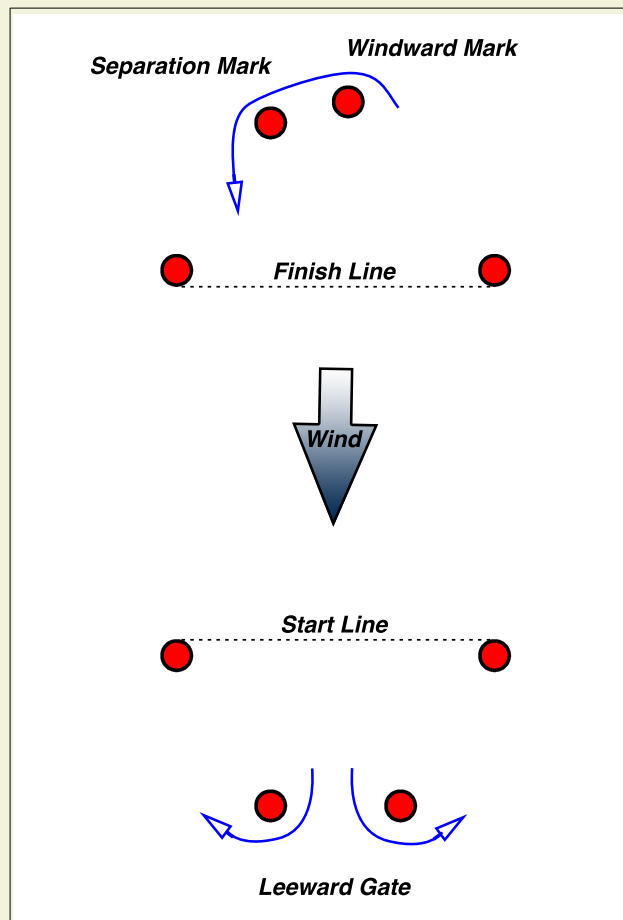 Windward Mark
Separation Mark
Finish Line
Wind
Start Line
Leeward Gate